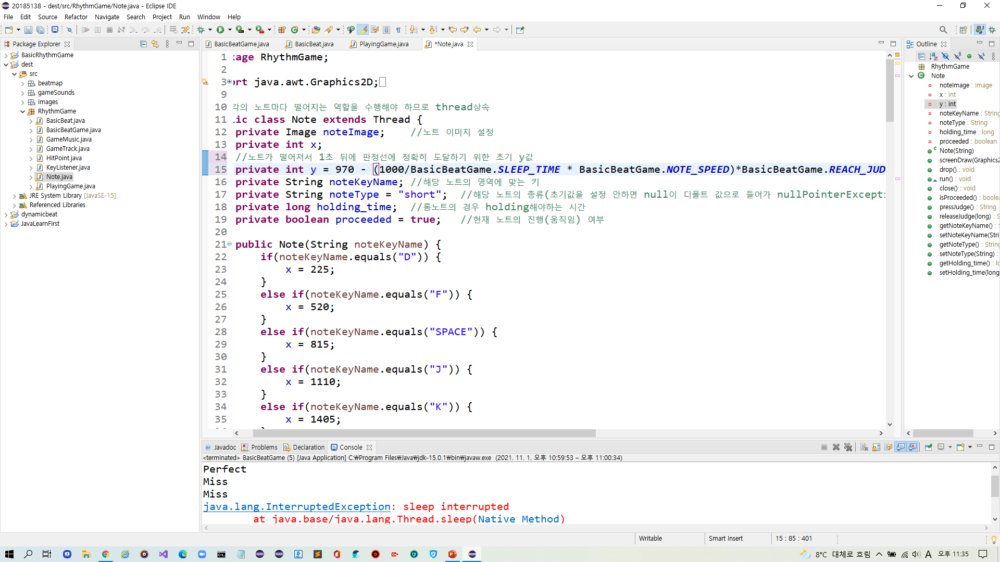 20185138 - dest/src/RhythmGame/Note.java - Eclipse IDE
File Edit Source Refactor Navigate Search Project Run Window Help
Package Explorer
BasicRhythmGame
dest
src
beatmap
gameSounds
images
RhythmGame
BasicBeat.java
BasicBeatGame.java
GameMusic.java
GameTrack.java
HitPoint.java
KeyListener.java
Note.java
PlayingGame.java
JRE System Library [JavaSE-15]
Referenced Libraries
dynamicbeat
JavaLearnFirst
BasicBeatGame.java BasicBeat.java PlayingGame.java *Note.java
1 kage RhythmGame;
2
3 ort java.awt.Graphics2D;
9
10 각의 노트마다 떨어지는 역할을 수행해야 하므로 thread상속
11 lic class Note extends Thread {
12 private Image noteImage; //노트 이미지 설정
13 private int x;
14 //노트가 떨어져서 1초 뒤에 판정선에 정확히 도달하기 위한 초기 y값
15 private int y = 970 - (1000/BasicBeatGame.SLEEP_TIME * BasicBeatGame.NOTE_SPEED)*BasicBeatGame.REACH_JUD
16 private String noteKeyName; //해당 노트의 영역에 맞는 키
17 private String noteType = "short"; //해당 노트의 종류(초기값을 설정 안하면 null이 디폴트 값으로 들어가 nullPointerExcepti
18 private long holding_time; //롱노트의 경우 holding해야하는 시간
19 private boolean proceeded = true; //현재 노트의 진행(움직임) 여부
20
21 public Note(String noteKeyName) {
22 if(noteKeyName.equals("D")) {
23 x = 225;
24 }
25 else if(noteKeyName.equals("F")) {
26 x = 520;
27 }
28 else if(noteKeyName.equals("SPACE")) {
29 x = 815;
30 }
31 else if(noteKeyName.equals("J")) {
32 x = 1110;
33 }
34 else if(noteKeyName.equals("K")) {
35 x = 1405;
Outline
RhythmGame
Note
noteImage : Image
x : int
y : int
noteKeyName : String
noteType : String
holding_time : long
proceeded : boolean
Note(String)
screenDraw(Graphics2
drop() : void
run() : void
close() : void
isProceeded() : boolea
pressJudge() : String
releaseJudge(long) : S
getNoteKeyName() : S
setNoteKeyName(Stri
getNoteType() : String
setNoteType(String) :
getHolding_time() : lo
setHolding_time(long
Javadoc Problems Declaration Console
<terminated> BasicBeatGame (5) [Java Application] C:₩Program Files₩Java₩jdk-15.0.1₩bin₩javaw.exe (2021. 11. 1. 오후 10:59:53 – 오후 11:00:34)
Perfect
Miss
Miss
java.lang.InterruptedException: sleep interrupted
at java.base/java.lang.Thread.sleep(Native Method)
Writable Smart Insert 15 : 85 : 401
8°C 대체로 흐림 A 오후 11:35